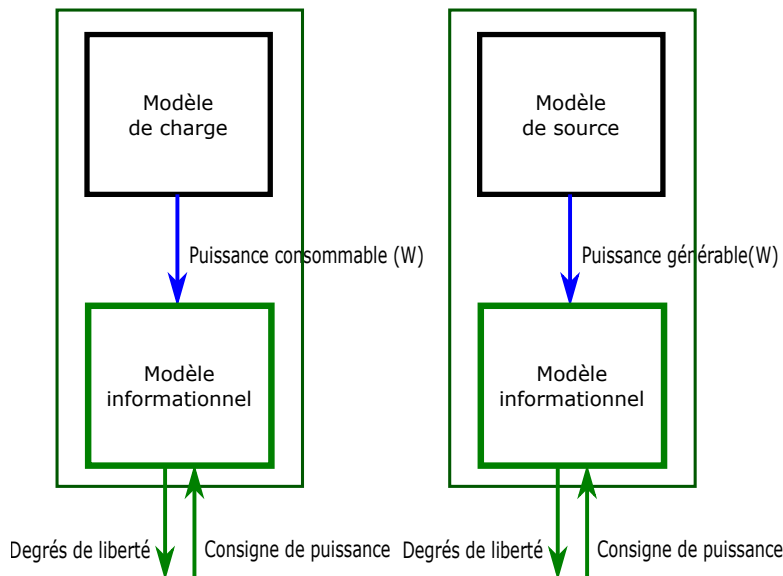 Modèle
de charge
Puissance consommable (W)
Modèle
informationnel
Degrés de liberté
Consigne de puissance
Modèle
de source
Puissance générable(W)
Modèle
informationnel
Degrés de liberté
Consigne de puissance